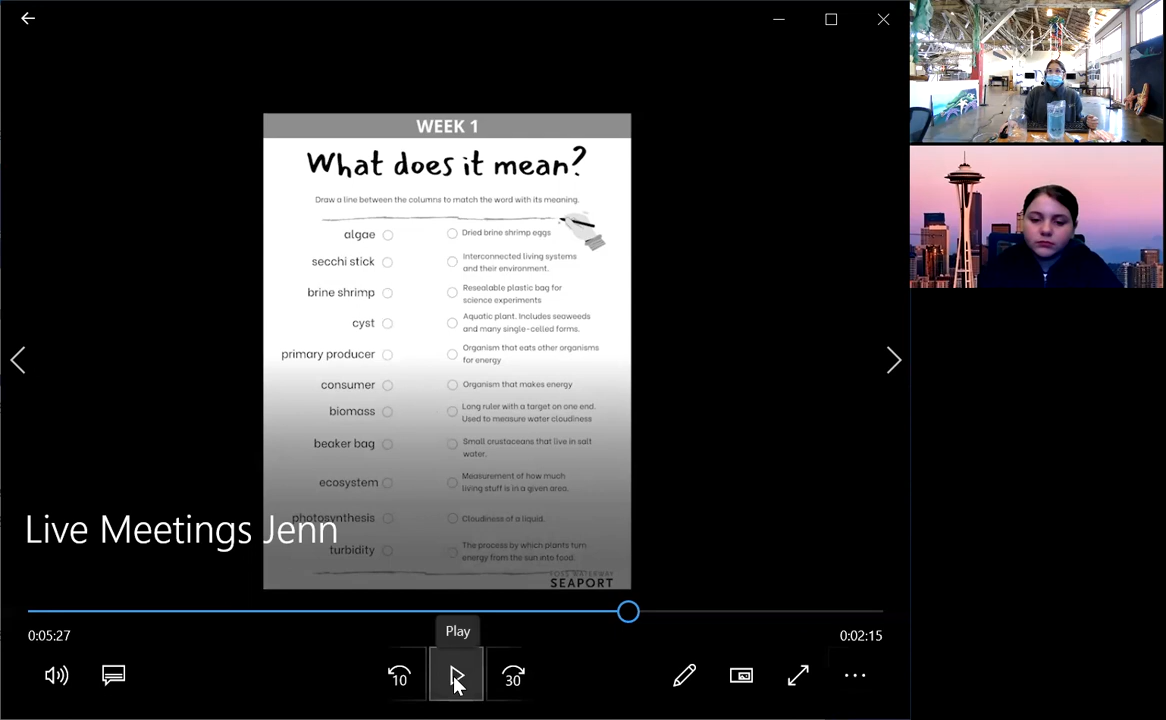 WEEK 1
What does it mean?
Draw a line between the columns to match the word with its meaning.
algae
Dried brine shrimp eggs
secchi stick
Interconnected living systems
and their environment.
brine shrimp
Resealable plastic bag for
science experiments
cyst
Aquatic plant. Includes seaweeds
and many single-celled forms.
primary producer
Organism that eats other organisms
for energy
consumer
Organism that makes energy
biomass
Long ruler with a target on one end.
Used to measure water cloudiness
beaker bag
Small crustaceans that live in salt
water.
ecosystem
Measurement of how much
living stuff is in a given area.
photosynthesis
Cloudiness of a liquid.
turbidity
The process by which plants turn
energy from the sun into food.
FOSS WATERWAY
SEAPORT
Live Meetings Jenn
0:05:27
Play
0:02:15
10
30